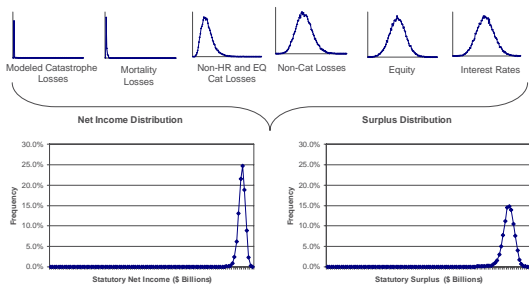 Modeled Catastrophe
Losses
Mortality
Losses
Non-HR and EQ
Cat Losses
Non-Cat Losses
Equity
Interest Rates
Net Income Distribution
30.0%
25.0%
20.0%
15.0%
10.0%
5.0%
0.0%
Frequency
Statutory Net Income ($ Billions)
Surplus Distribution
30.0%
25.0%
20.0%
15.0%
10.0%
5.0%
0.0%
Frequency
Statutory Surplus ($ Billions)